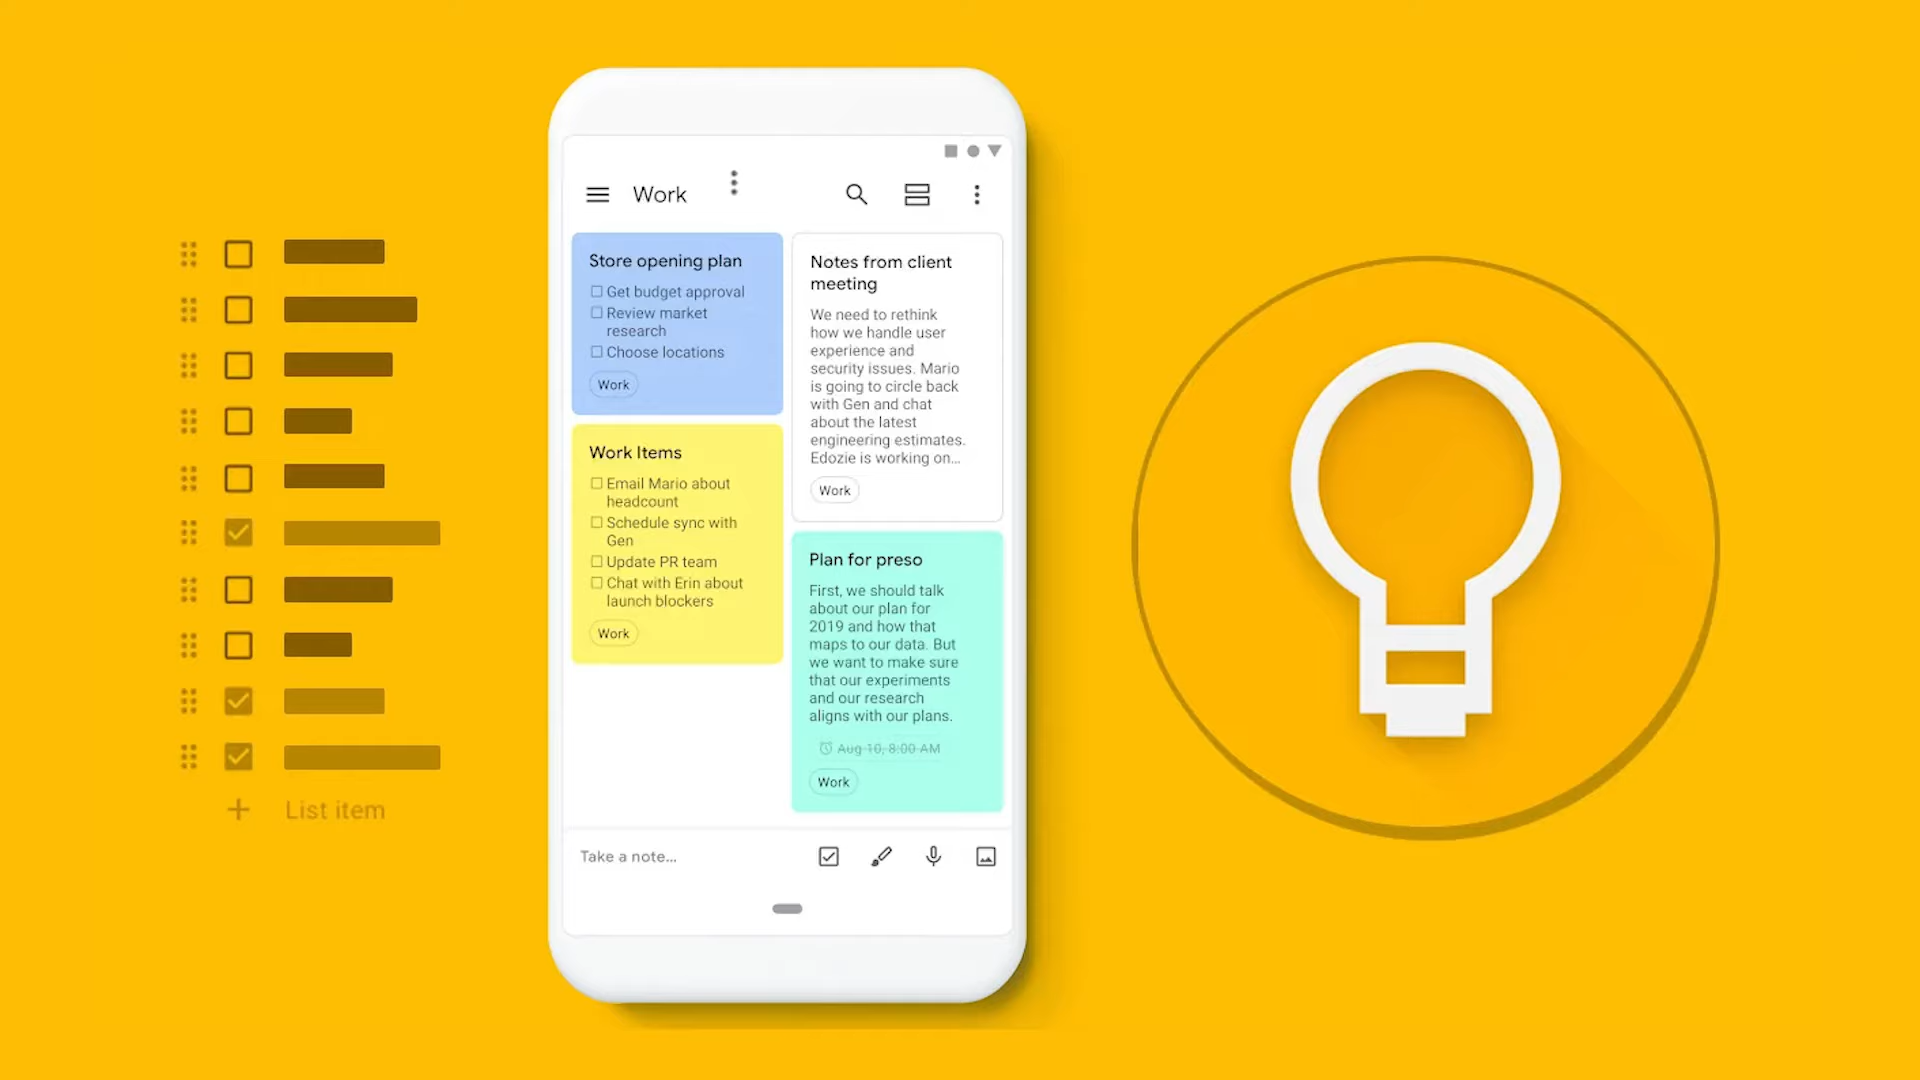 Work
Store opening plan
Get budget approval
Review market
research
Choose locations
Work
Work Items
Email Mario about
headcount
Schedule sync with
Gen
Update PR team
Chat with Erin about
launch blockers
Work
Notes from client
meeting
We need to rethink
how we handle user
experience and
security issues. Mario
is going to circle back
with Gen and chat
about the latest
engineering estimates.
Edozie is working on...
Work
Plan for preso
First, we should talk
about our plan for
2019 and how that
maps to our data. But
we want to make sure
that our experiments
and our research
aligns with our plans.
Aug 10, 8:00 AM
Work
Take a note...
+ List item